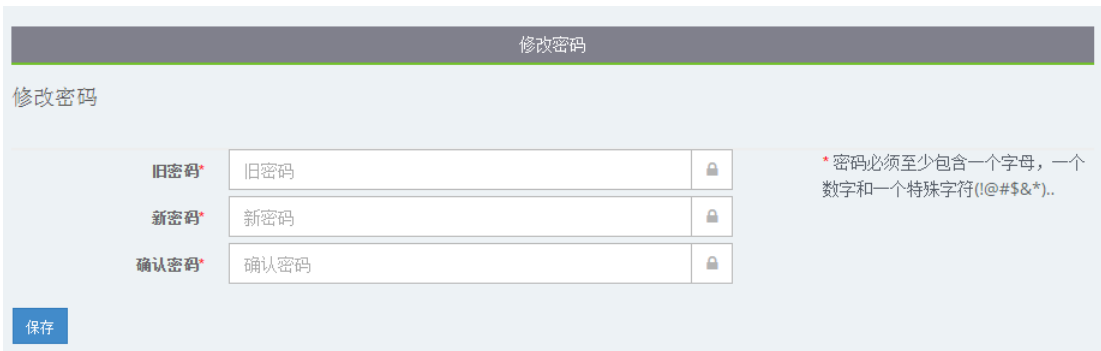 修改密码
修改密码
旧密码*
旧密码
* 密码必须至少包含一个字母，一个
数字和一个特殊字符(!@#$&*)..
新密码*
新密码
确认密码*
确认密码
保存